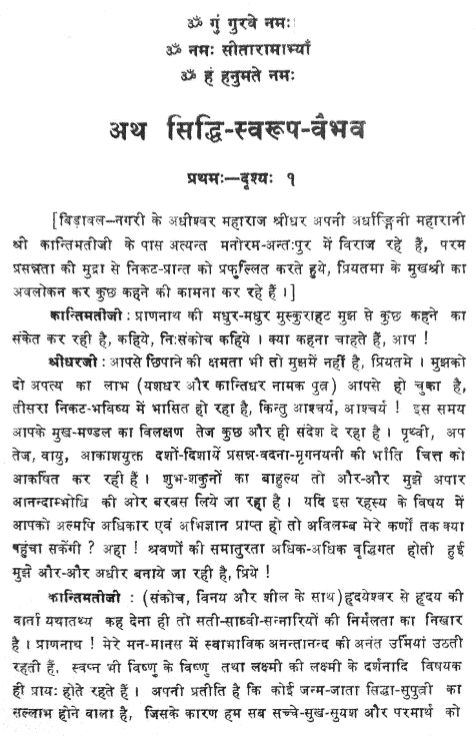 ॐ गुं गुरवे नमः
ॐ नमः सीतारामाभ्याँ
ॐ हं हनुमते नमः
अथ सिद्धि-स्वरूप-वैभव
प्रथमः—दृश्यः १
[विड़ावल–नगरी के अधीश्वर महाराज श्रीधर अपनी अर्धाङ्गिनी महारानी
श्री कान्तिमतीजी के पास अत्यन्त मनोरम-अन्तःपुर में विराज रहे हैं, परम
प्रसन्नता की मुद्रा से निकट-प्रान्त को प्रफुल्लित करते हुये, प्रियतमा के मुखश्री का
अवलोकन कर कुछ कहने की कामना कर रहे हैं ।]
कान्तिमतीजी : प्राणनाथ की मधुर-मधुर मुस्कुराहट मुझ से कुछ कहने का
संकेत कर रही है, कहिये, निःसंकोच कहिये । क्या कहना चाहते हैं, आप !
श्रीधरजी : आपसे छिपाने की क्षमता भी तो मुझमें नहीं है, प्रियतमे । मुझको
दो अपत्य का लाभ (यशधर और कान्तिधर नामक पुत्र) आपसे हो चुका है,
तीसरा निकट-भविष्य में भासित हो रहा है, किन्तु आश्चर्य, आश्चर्य ! इस समय
आपके मुख-मण्डल का विलक्षण तेज कुछ और ही संदेश दे रहा है । पृथ्वी, अप
तेज, वायु, आकाशयुक्त दशों-दिशायें प्रसन्न-वदना-मृगनयनी की भाँति चित्त को
आकर्षित कर रही हैं । शुभ-शकुनों का बाहुल्य तो और-और मुझे अपार
आनन्दाम्भोधि की ओर बरबस लिये जा रहा है । यदि इस रहस्य के विषय में
आपको अल्मपि अधिकार एवं अभिज्ञान प्राप्त हो तो अविलम्ब मेरे कर्णों तक क्या
पहुंचा सकेंगी ? अहा ! श्रवणों की समातुरता अधिक-अधिक वृद्धिगत होती हुई
मुझे और-और अधीर बनाये जा रही है, प्रिये !
कान्तिमतीजी : (संकोच, विनय और शील के साथ) हृदयेश्वर से हृदय की
वार्ता यथातथ्य कह देना ही तो सती-साध्वी-सन्नारियों की निर्मलता का निखार
है । प्राणनाथ ! मेरे मन-मानस में स्वाभाविक अनन्तानन्द की अनंत उर्मियां उठती
रहतीं हैं, स्वप्न भी विष्णु के विष्णु तथा लक्ष्मी की लक्ष्मी के दर्शनादि विषयक
ही प्रायः होते रहते हैं । अपनी प्रतीति है कि कोई जन्म-जाता सिद्धा-सुपुत्री का
सल्लाभ होने वाला है, जिसके कारण हम सब सच्चे-सुख-सुयश और परमार्थ को